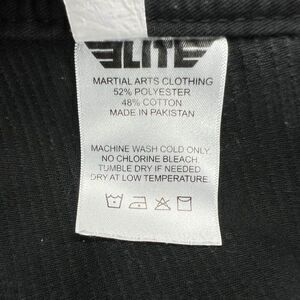 ELITE
MARTIAL ARTS CLOTHING
52% POLYESTER
48% COTTON
MADE IN PAKISTAN
MACHINE WASH COLD ONLY
NO CHLORINE BLEACH
TUMBLE DRY IF NEEDED
DRY AT LOW TEMPERATURE